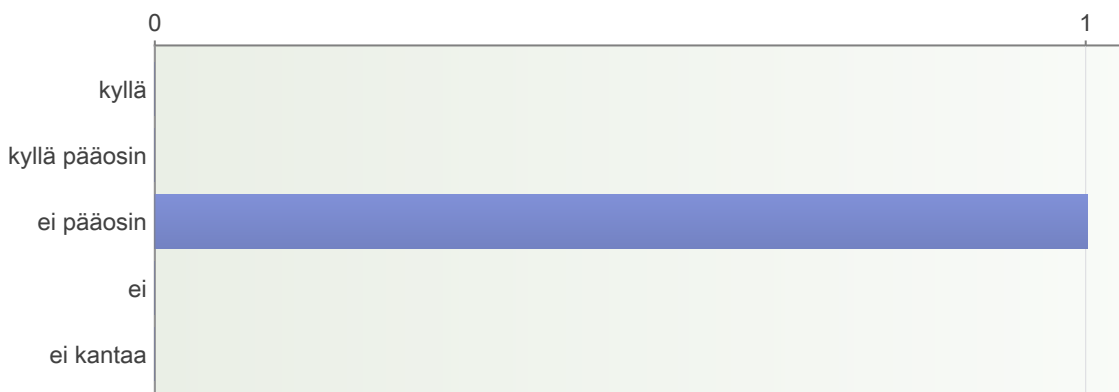 0 1
kyllä
kyllä pääosin
ei pääosin
ei
ei kantaa